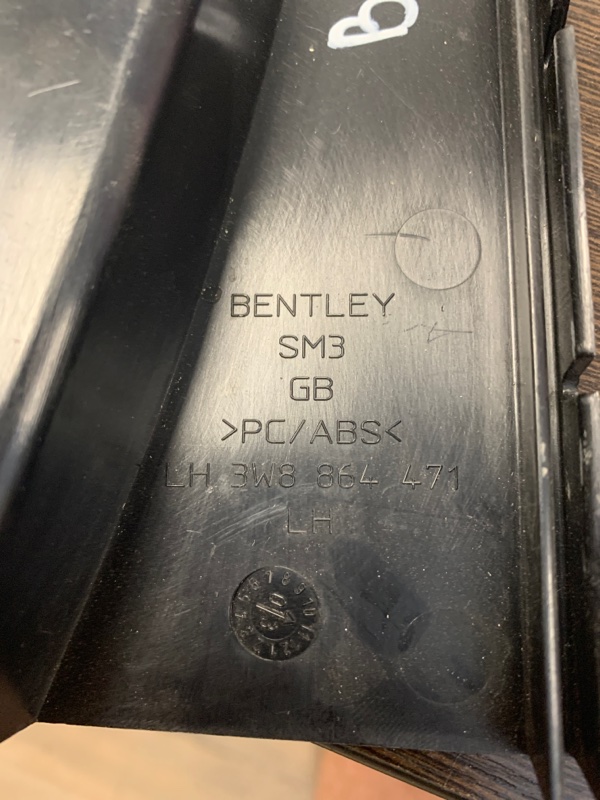 BENTLEY
SM3
GB
>PC/ABS<
LH 3W8 864 471
LH